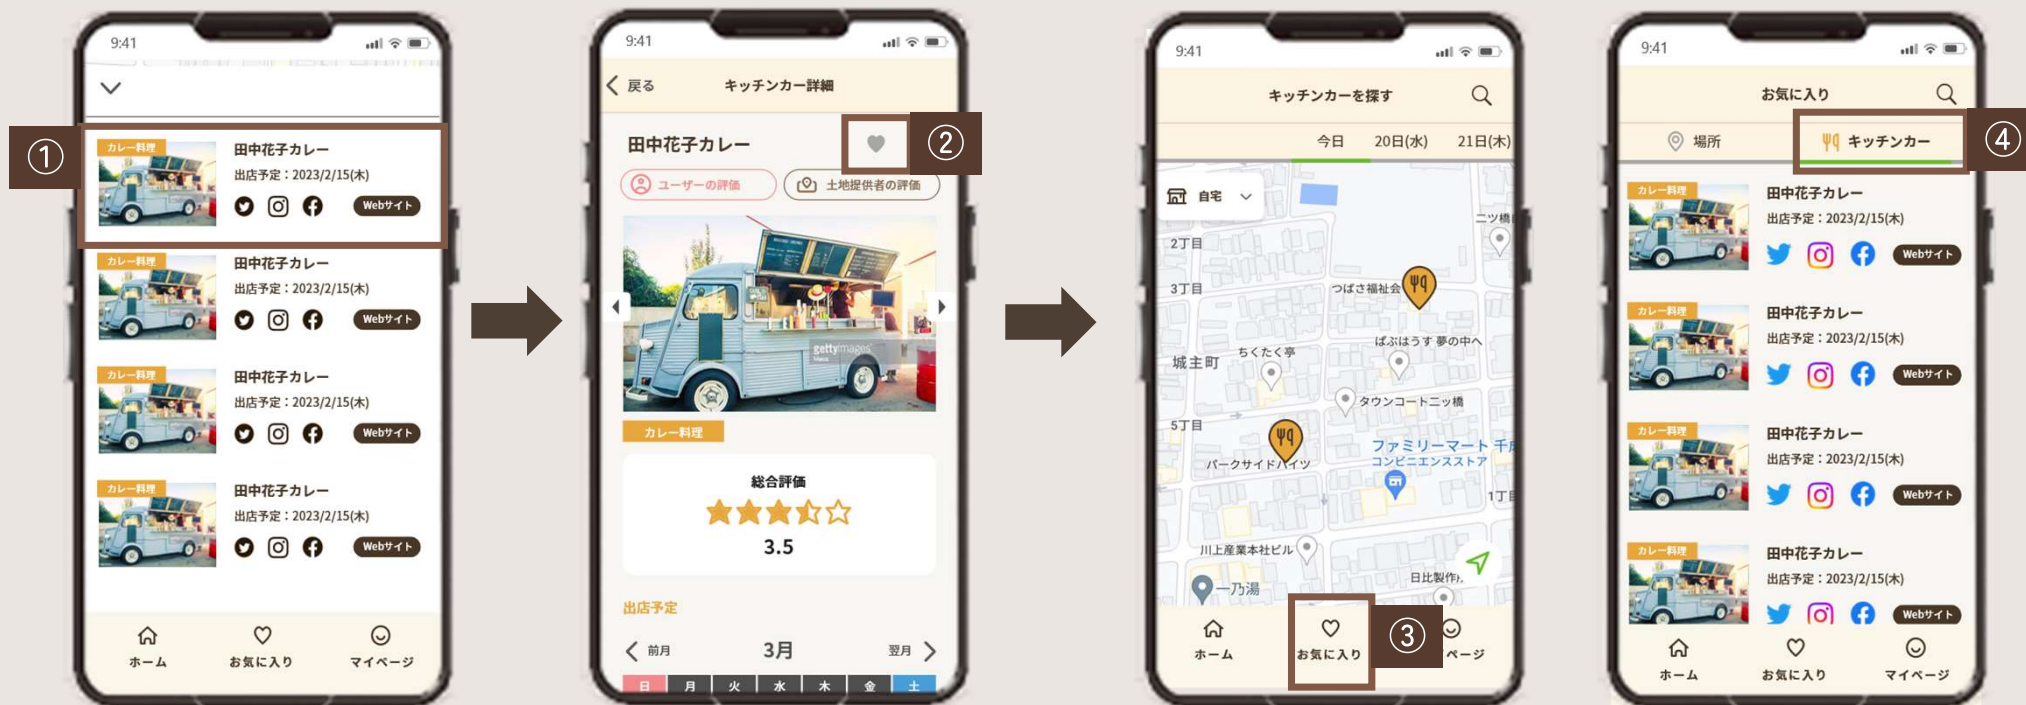 9:41
①
カレー料理
田中花子カレー
出店予定：2023/2/15(木)
Webサイト
カレー料理
田中花子カレー
出店予定：2023/2/15(木)
Webサイト
カレー料理
田中花子カレー
出店予定：2023/2/15(木)
Webサイト
カレー料理
田中花子カレー
出店予定：2023/2/15(木)
Webサイト
ホーム お気に入り マイページ
9:41
戻る キッチンカー詳細
田中花子カレー
②
ユーザーの評価 土地提供者の評価
gettyimages
カレー料理
総合評価
3.5
出店予定
前月 3月 翌月
日 月 火 水 木 金 土
9:41
キッチンカーを探す
今日 20日(水) 21日(木)
自宅
二ツ橋
2丁目
3丁目
つばさ福祉会
ぱぶはうす 夢の中へ
ちくたく亭
城主町
タウンコートニッ橋
5丁目
ファミリーマート 千成
コンビニエンスストア
パークサイドハイツ
1丁目
川上産業本社ビル
日比製作所
一乃湯
ホーム お気に入り ③ ページ
9:41
お気に入り
場所 キッチンカー ④
カレー料理
田中花子カレー
出店予定：2023/2/15(木)
Webサイト
カレー料理
田中花子カレー
出店予定：2023/2/15(木)
Webサイト
カレー料理
田中花子カレー
出店予定：2023/2/15(木)
Webサイト
カレー料理
田中花子カレー
出店予定：2023/2/15(木)
Webサイト
ホーム お気に入り マイページ